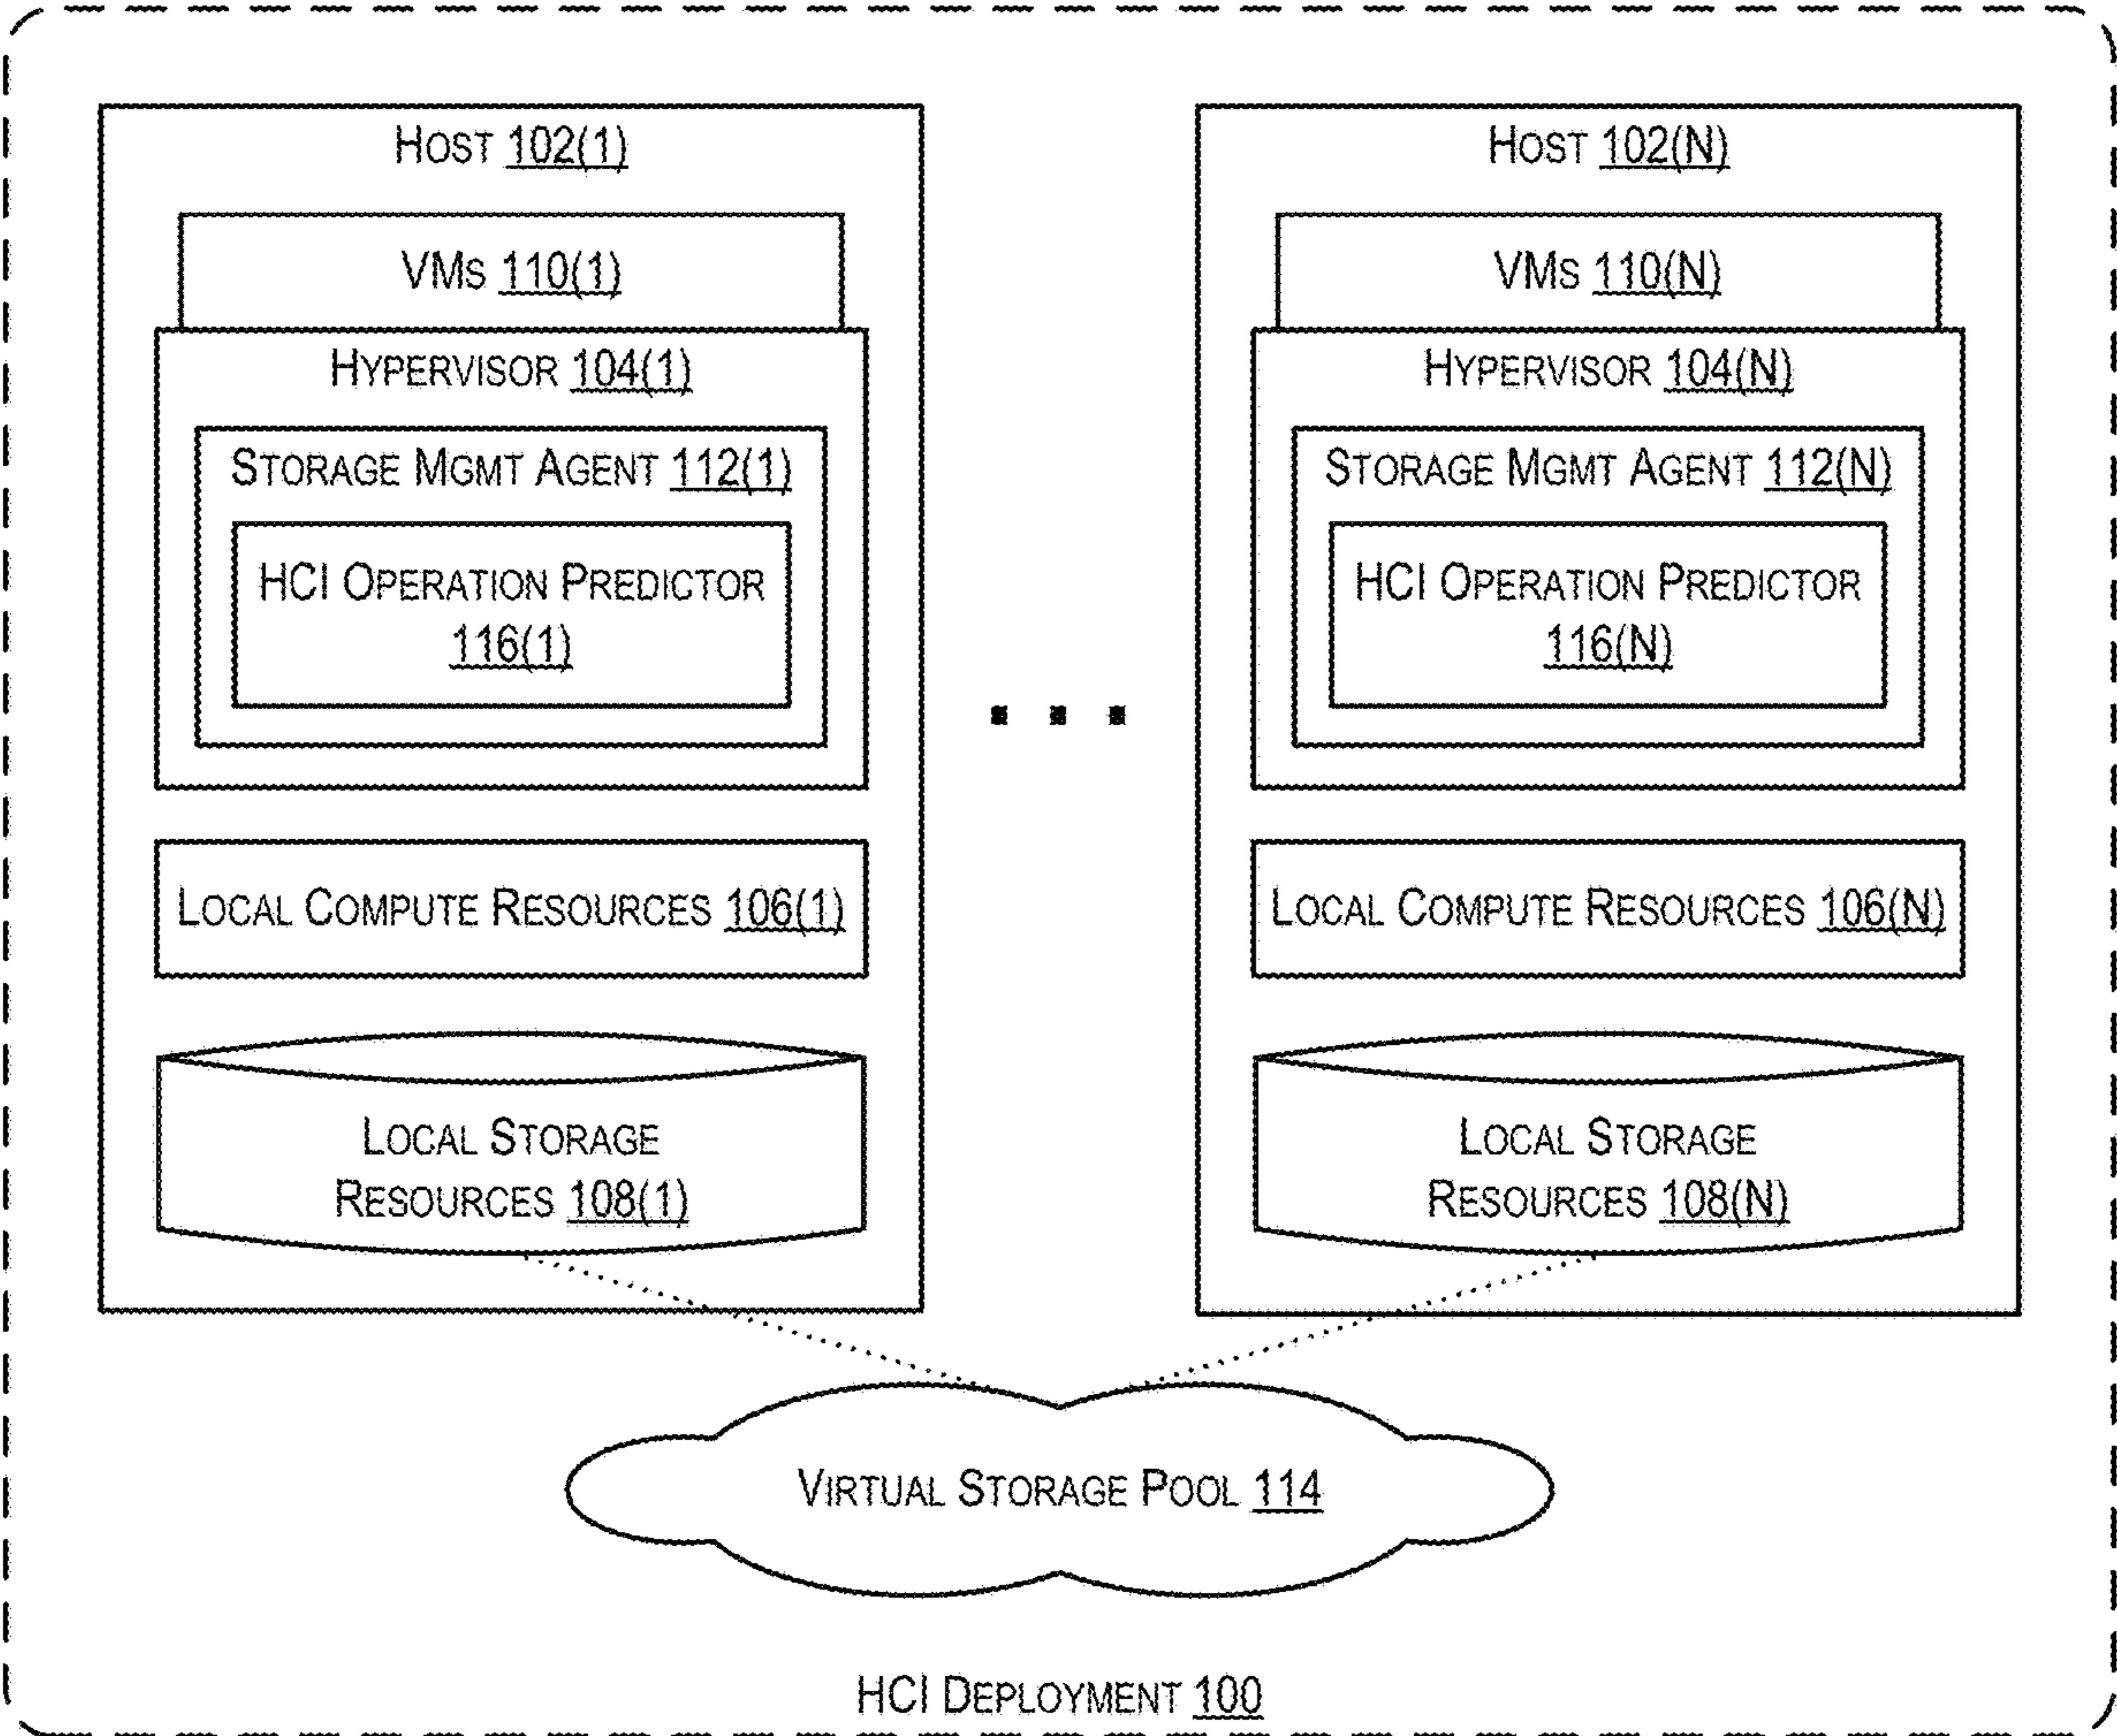 HOST 102(1)
VMS 110(1)
HYPERVISOR 104(1)
STORAGE MGMT AGENT 112(1)
HCI OPERATION PREDICTOR
116(1)
LOCAL COMPUTE RESOURCES 106(1)
LOCAL STORAGE
RESOURCES 108(1)
HOST 102(N)
VMS 110(N)
HYPERVISOR 104(N)
STORAGE MGMT AGENT 112(N)
HCI OPERATION PREDICTOR
116(N)
LOCAL COMPUTE RESOURCES 106(N)
LOCAL STORAGE
RESOURCES 108(N)
VIRTUAL STORAGE POOL 114
HCI DEPLOYMENT 100